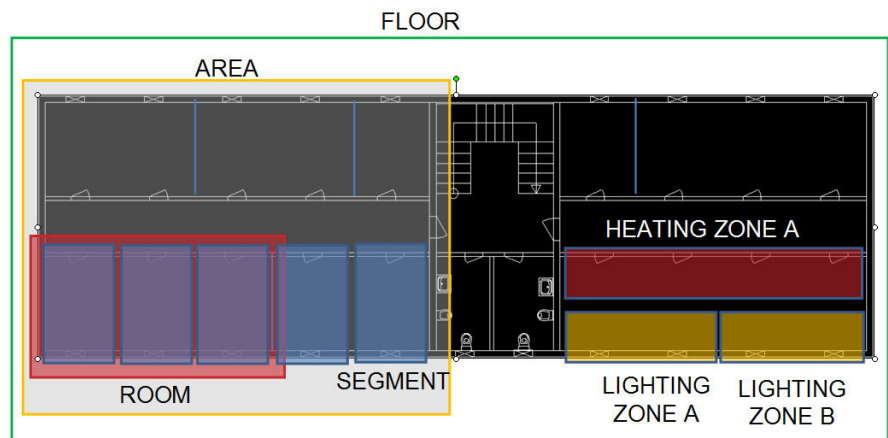 FLOOR
AREA
HEATING ZONE A
ROOM
SEGMENT
LIGHTING
ZONE A
LIGHTING
ZONE B